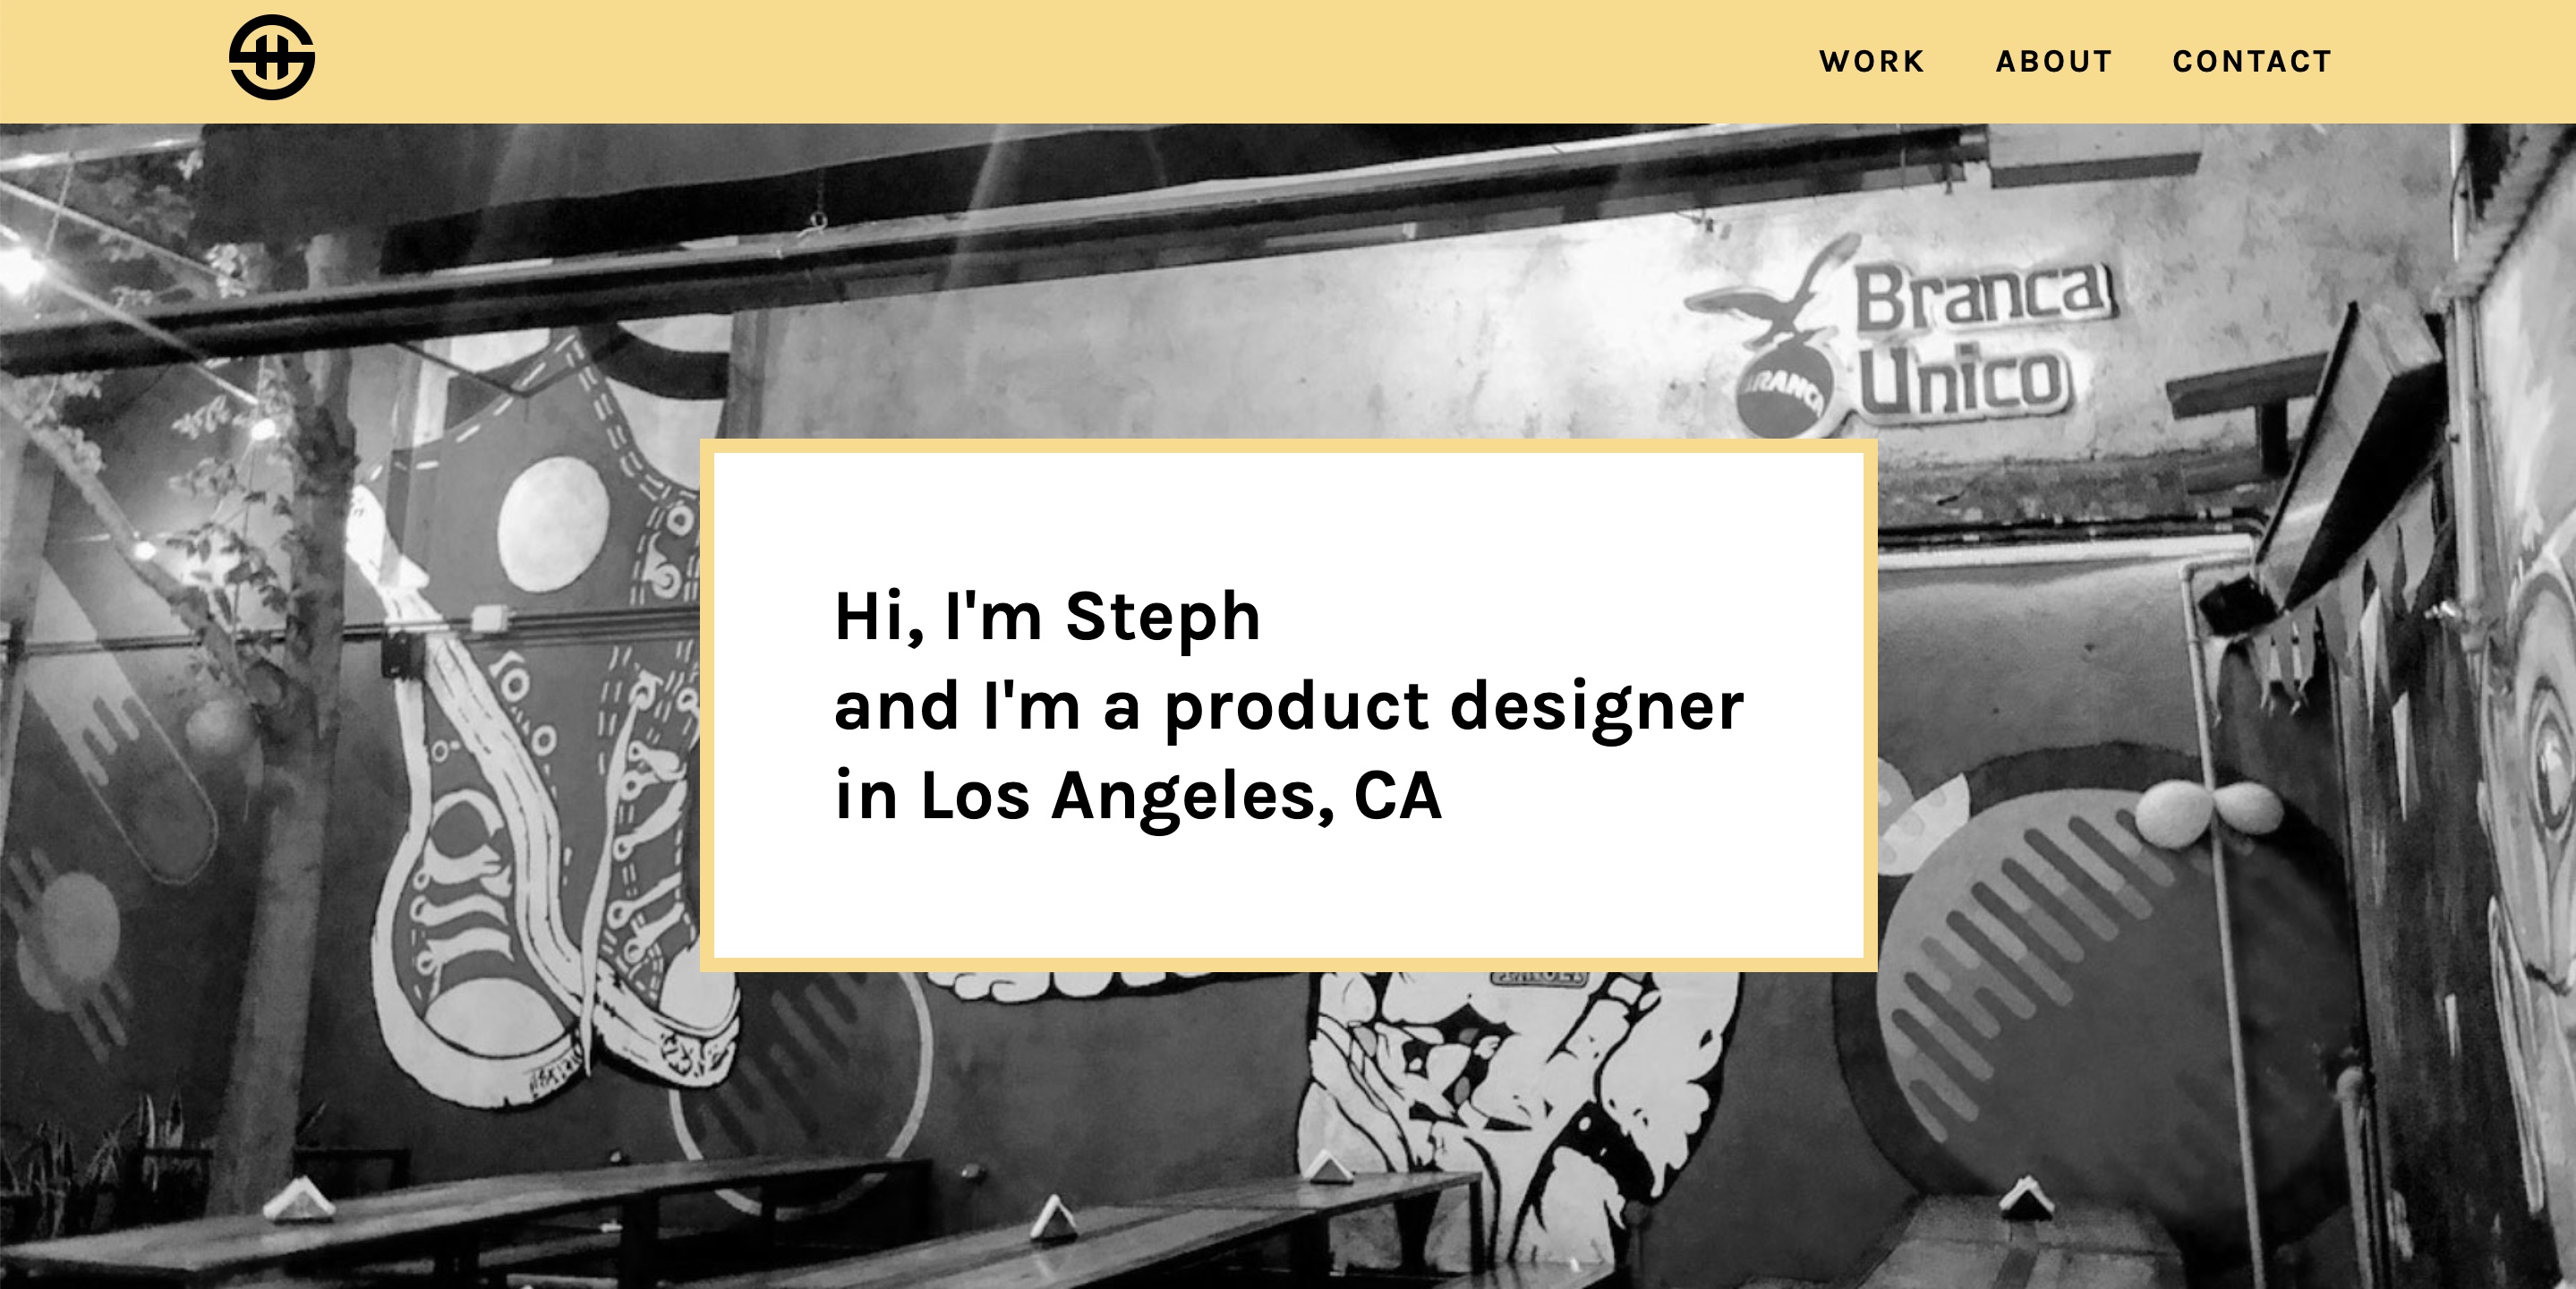 WORK ABOUT CONTACT
Branca
Unico
BRANCA
Hi, I'm Steph
and I'm a product designer
in Los Angeles, CA